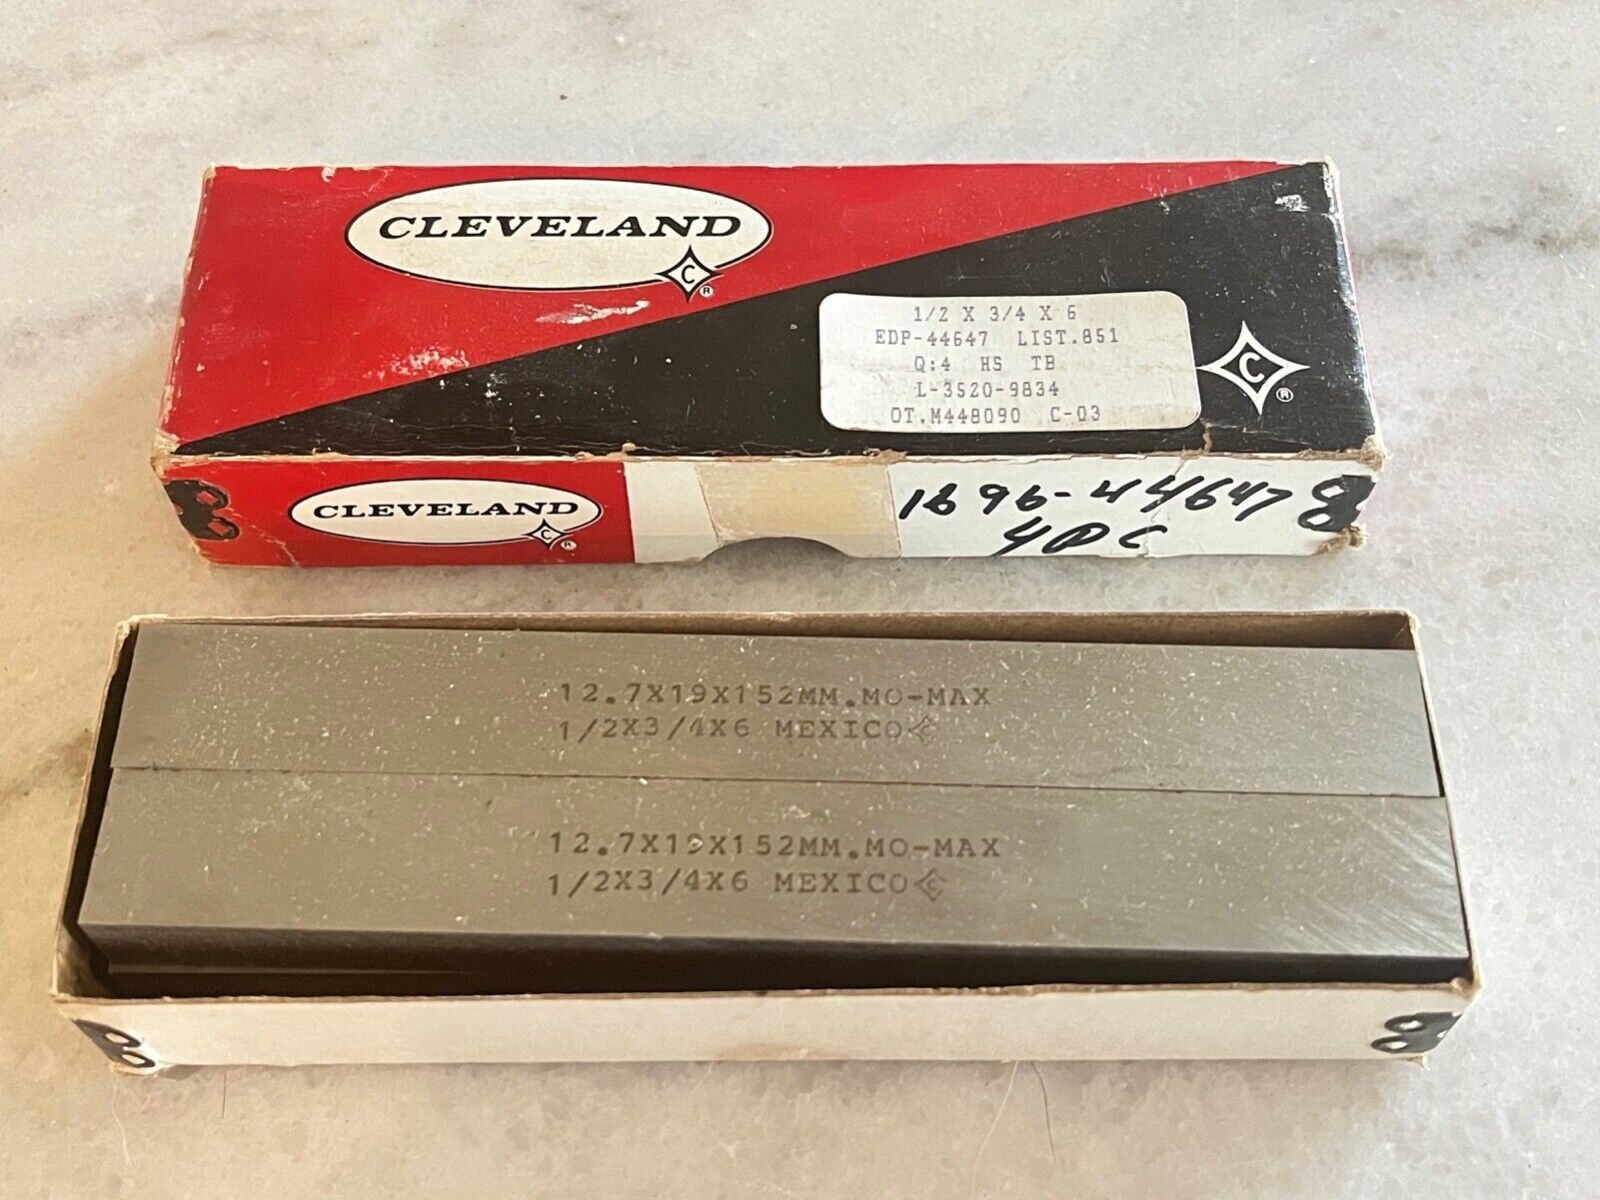 CLEVELAND
C
®
1/2 X 3/4 X 6
EDP-44647 LIST.851
Q:4 HS TB
L-3520-9834
OT.M448090 C-03
C
®
CLEVELAND
C
®
1696-44647
4PC
12.7X19X152MM.MO-MAX
1/2X3/4X6 MEXICO C
12.7X19X152MM.MO-MAX
1/2X3/4X6 MEXICO C